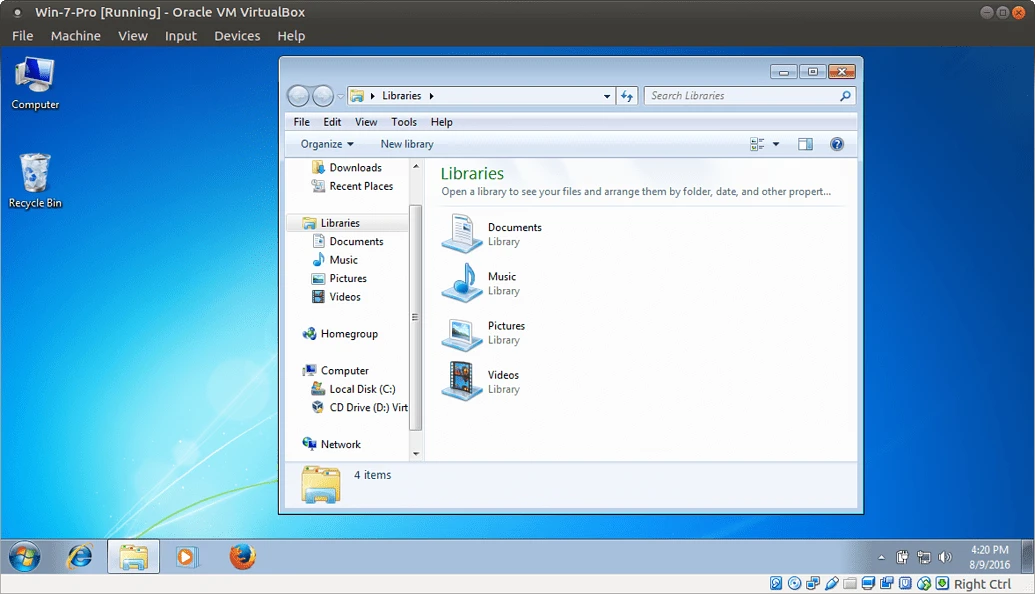 Win-7-Pro [Running] - Oracle VM VirtualBox
File Machine View Input Devices Help
Computer
Recycle Bin
Libraries
Search Libraries
File Edit View Tools Help
Organize New library
Downloads
Recent Places
Libraries
Documents
Music
Pictures
Videos
Homegroup
Computer
Local Disk (C:)
CD Drive (D:) Virt
Network
Libraries
Open a library to see your files and arrange them by folder, date, and other propert...
Documents
Library
Music
Library
Pictures
Library
Videos
Library
4 items
4:20 PM
8/9/2016
Right Ctrl